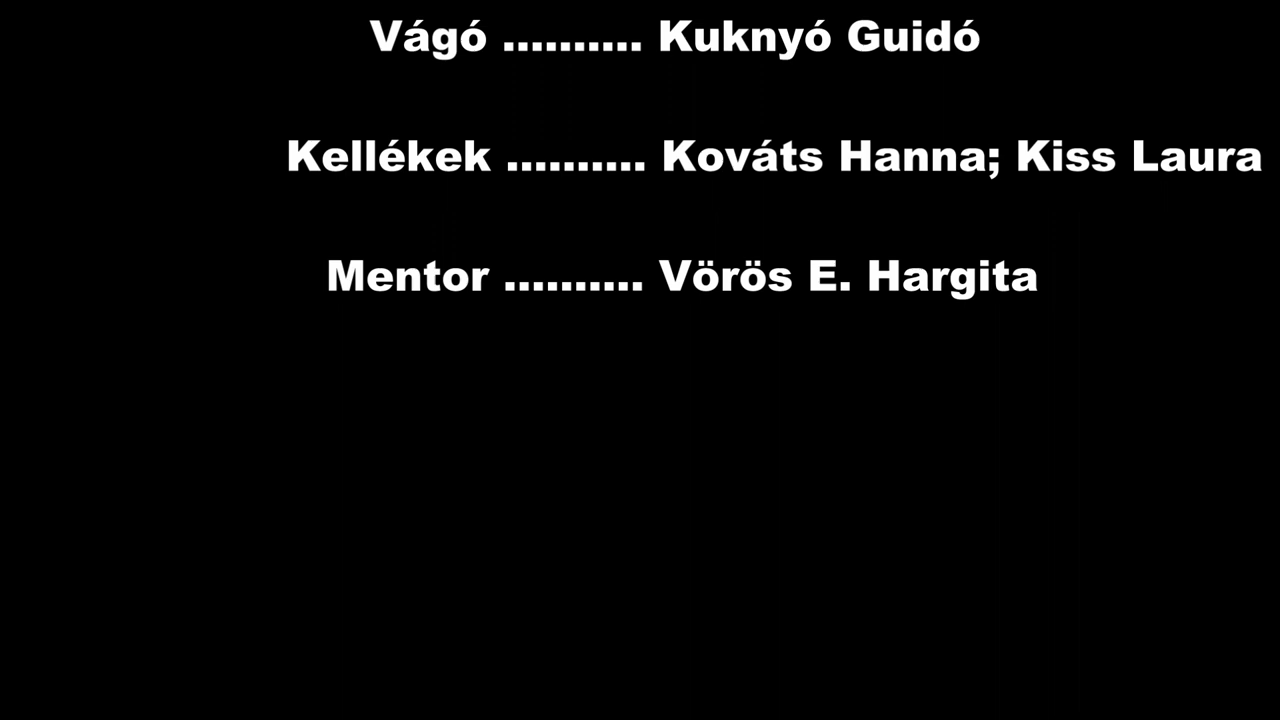 Vágó .......... Kuknyó Guidó
Kellékek .......... Kováts Hanna; Kiss Laura
Mentor .......... Vörös E. Hargita